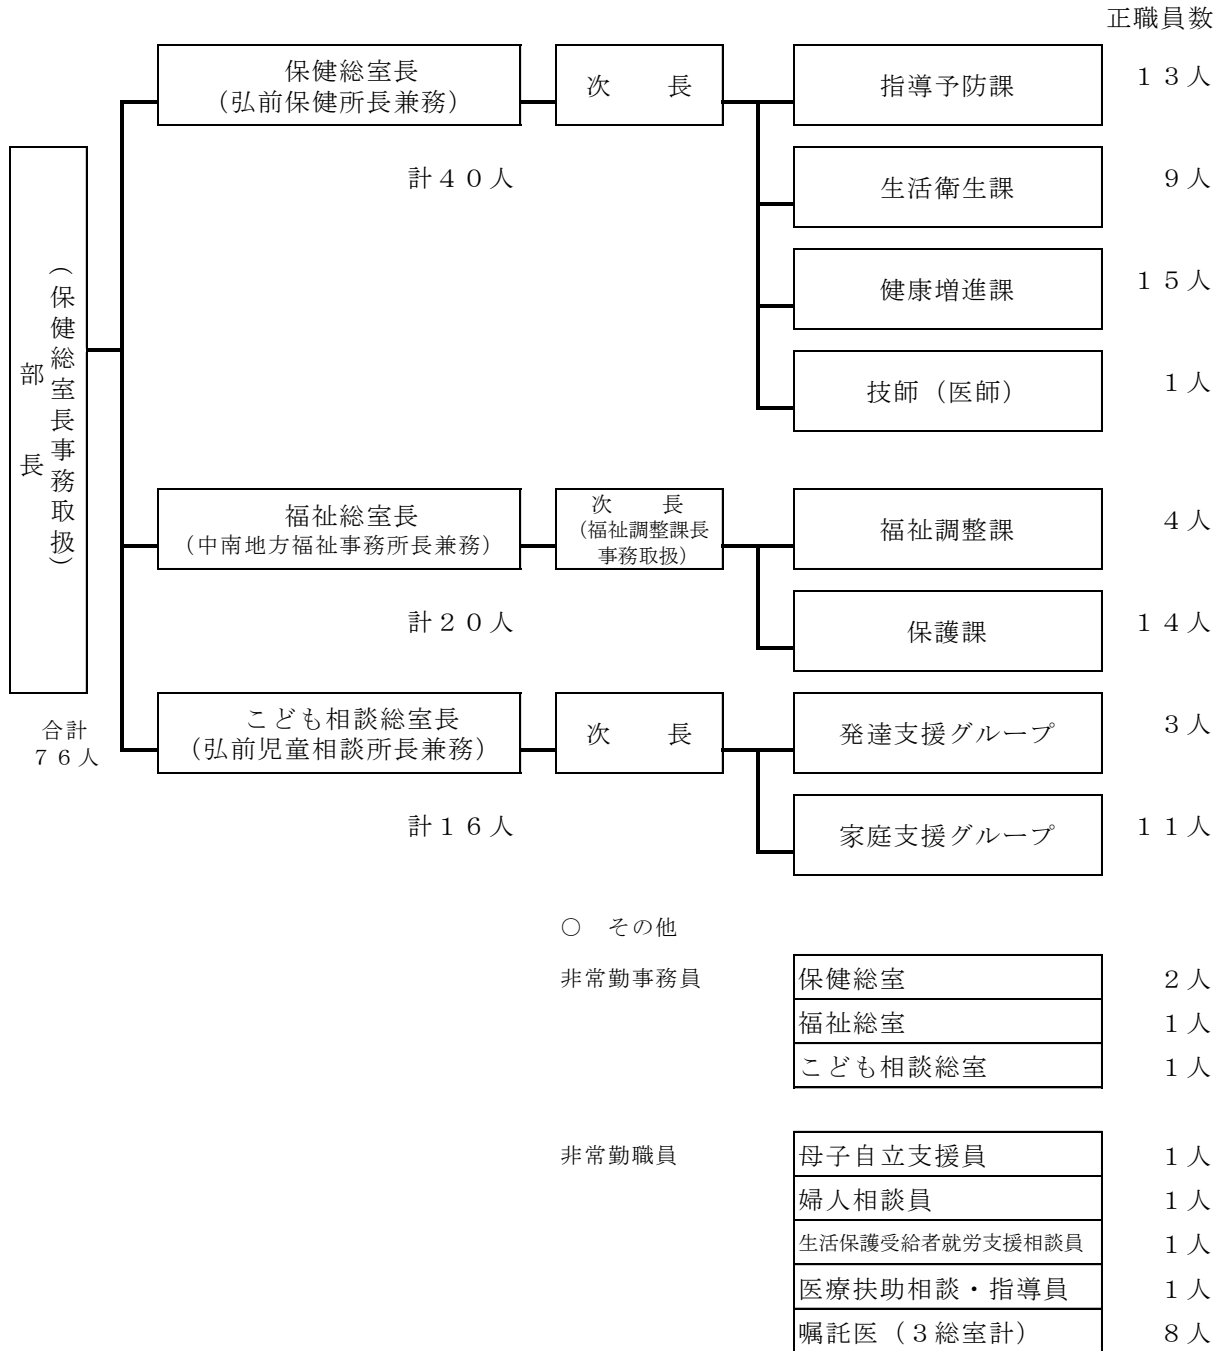 正職員数
保健総室長
（弘前保健所長兼務）
次　　長
指導予防課
１３人
計４０人
生活衛生課
９人
健康増進課
１５人
技師（医師）
１人
部　　長
（保健総室長事務取扱）
合計
７６人
福祉総室長
（中南地方福祉事務所長兼務）
次　　長
（福祉調整課長
事務取扱）
福祉調整課
４人
計２０人
保護課
１４人
こども相談総室長
（弘前児童相談所長兼務）
次　　長
発達支援グループ
３人
計１６人
家庭支援グループ
１１人
○　その他
非常勤事務員
保健総室
２人
福祉総室
１人
こども相談総室
１人
非常勤職員
母子自立支援員
１人
婦人相談員
１人
生活保護受給者就労支援相談員
１人
医療扶助相談・指導員
１人
嘱託医（３総室計）
８人